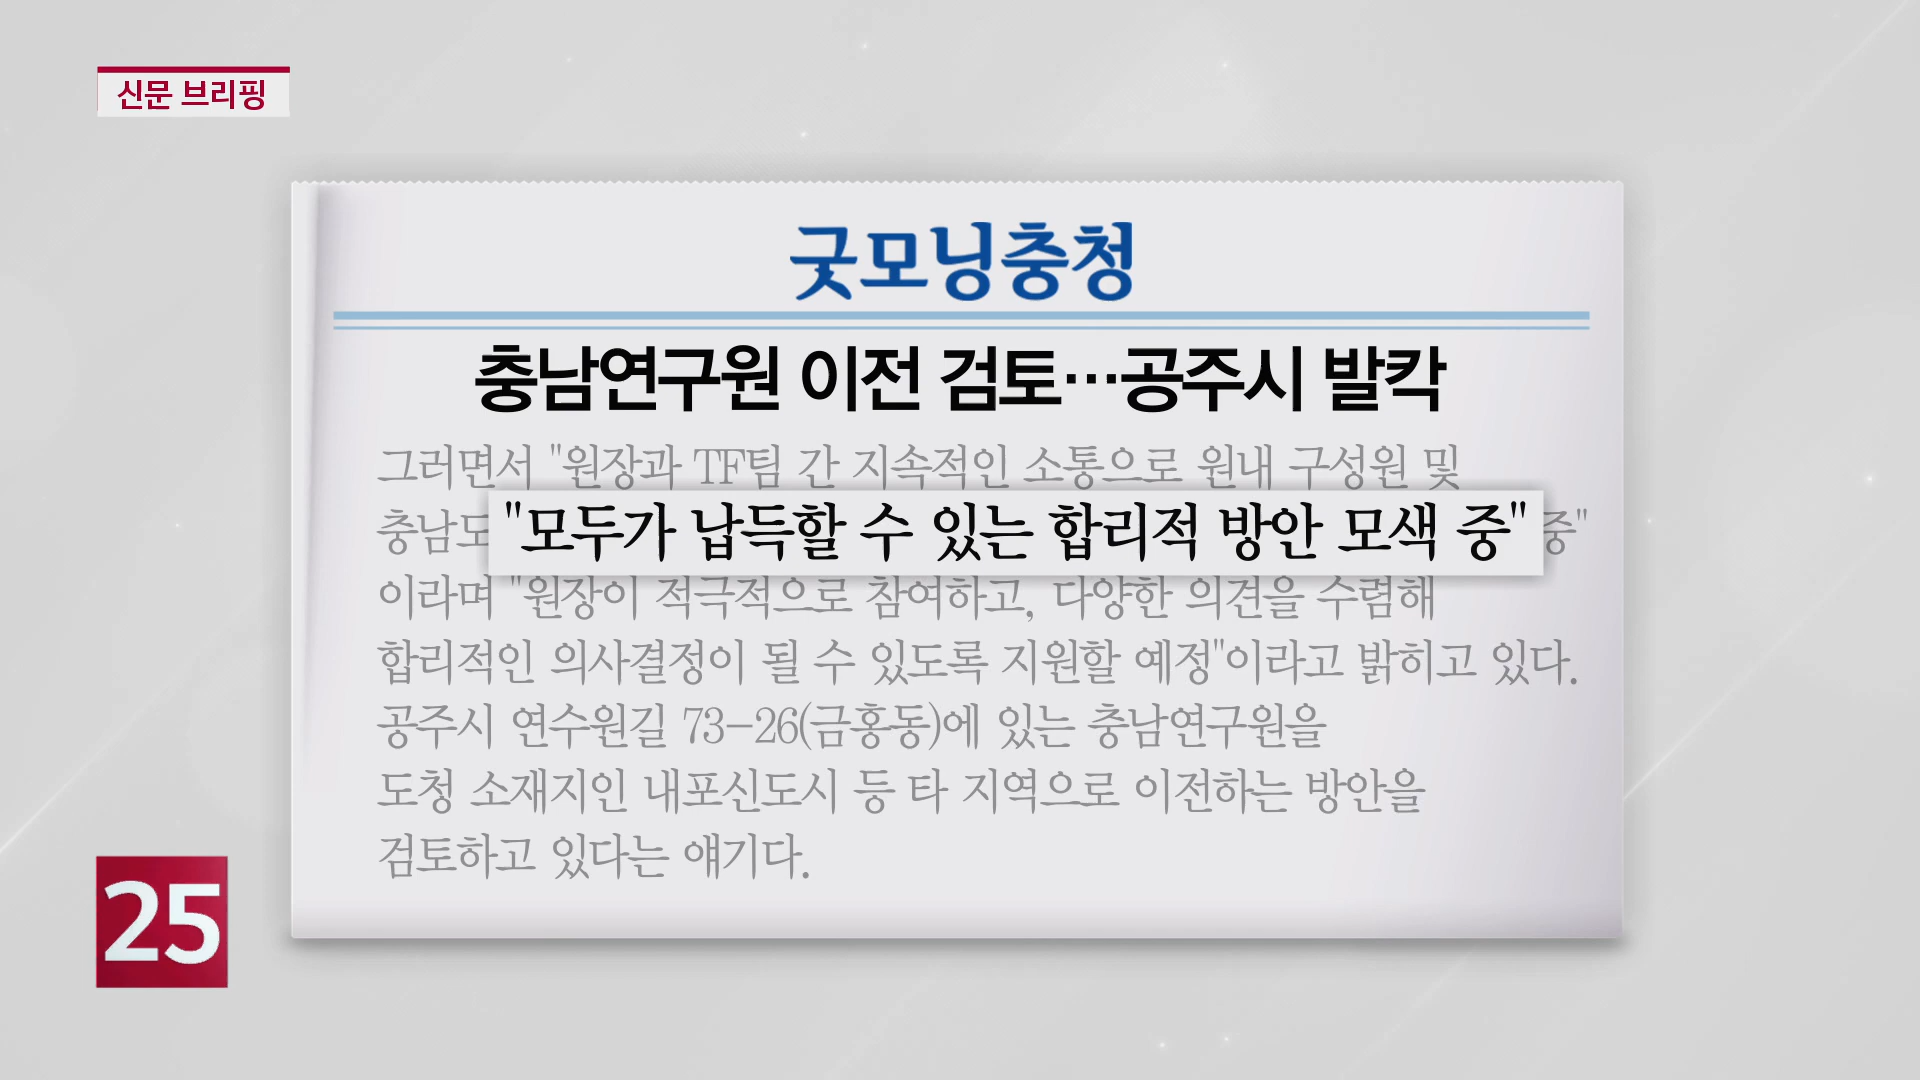 신문 브리핑
굿모닝충청
충남연구원 이전 검토…공주시 발칵
그러면서 "원장과 TF팀 간 지속적인 소통으로 원내 구성원 및
충남도
"모두가 납득할 수 있는 합리적 방안 모색 중"
중"
이라며 "원장이 적극적으로 참여하고, 다양한 의견을 수렴해
합리적인 의사결정이 될 수 있도록 지원할 예정"이라고 밝히고 있다.
공주시 연수원길 73-26(금홍동)에 있는 충남연구원을
도청 소재지인 내포신도시 등 타 지역으로 이전하는 방안을
검토하고 있다는 얘기다.
25